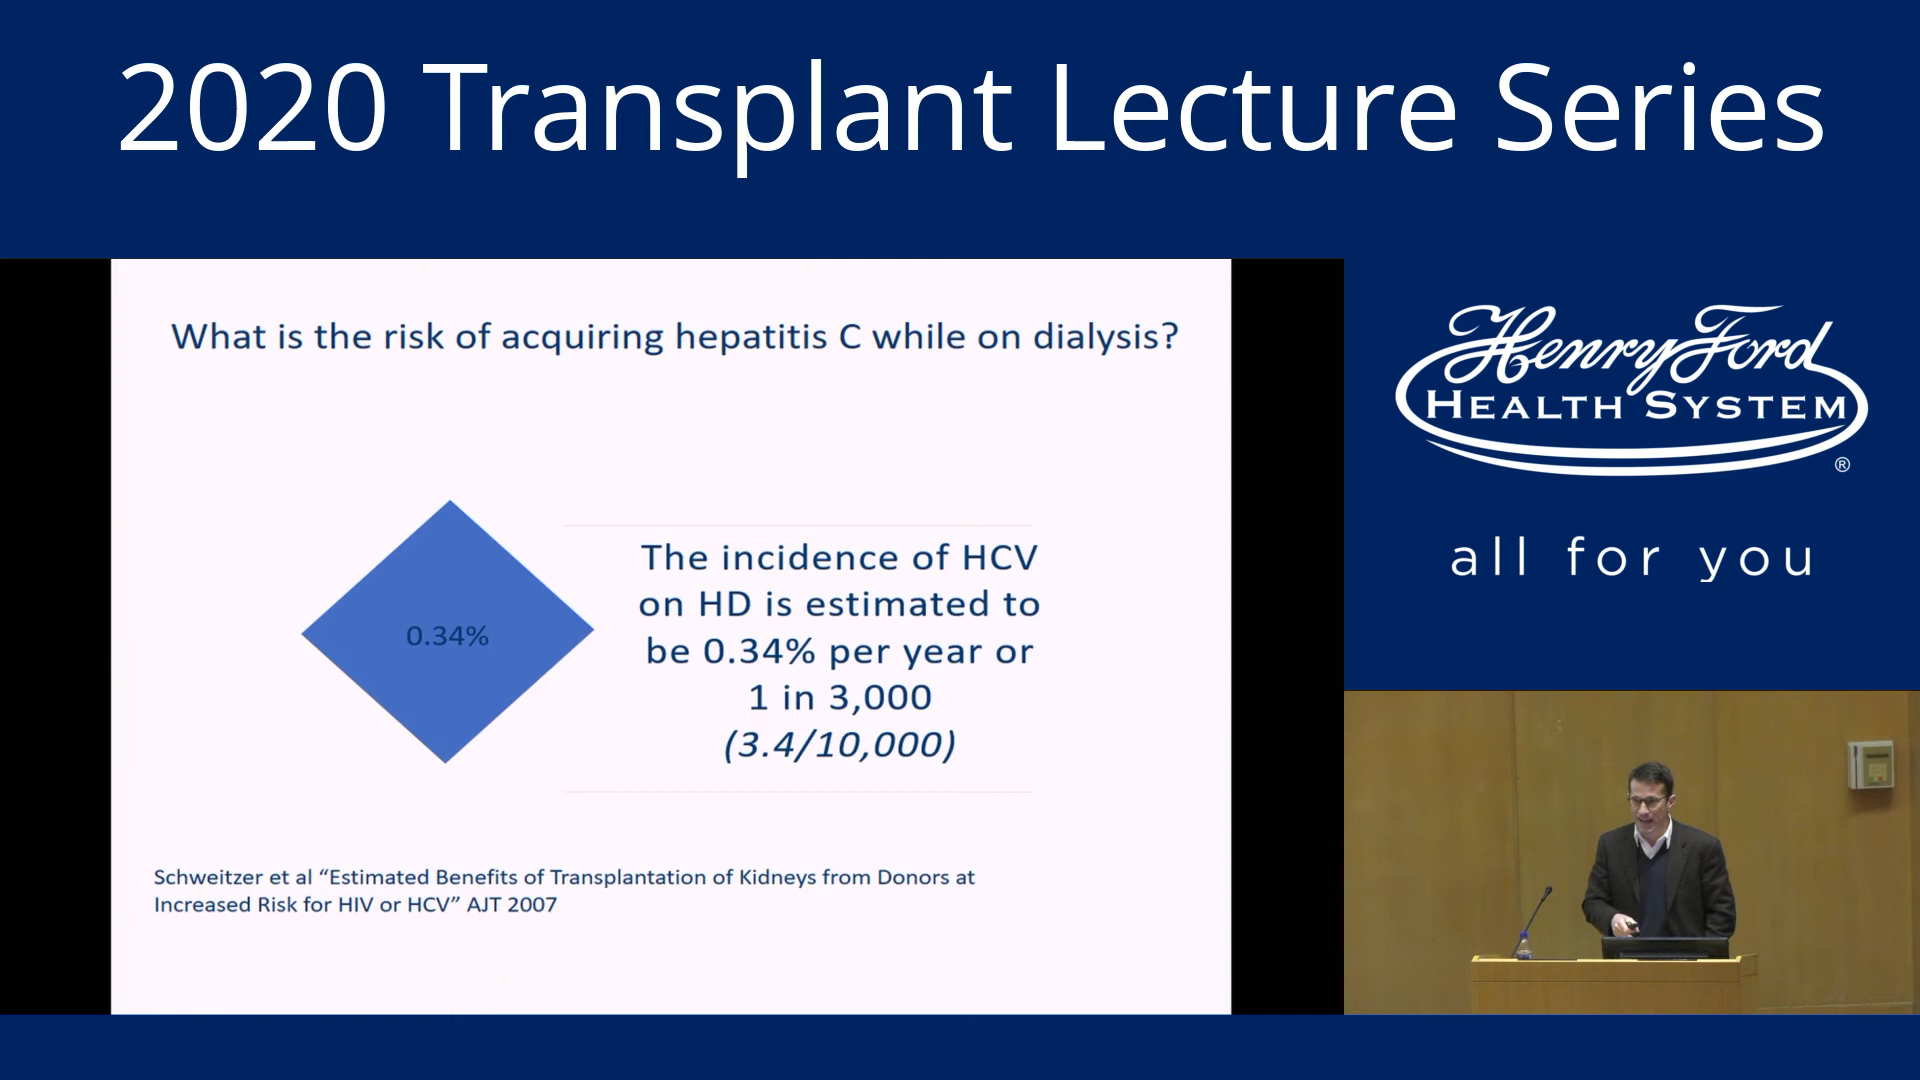 2020 Transplant Lecture Series
What is the risk of acquiring hepatitis C while on dialysis?
0.34%
The incidence of HCV
on HD is estimated to
be 0.34% per year or
1 in 3,000
(3.4/10,000)
Schweitzer et al “Estimated Benefits of Transplantation of Kidneys from Donors at
Increased Risk for HIV or HCV” AJT 2007
Henry Ford
HEALTH SYSTEM
®
all for you